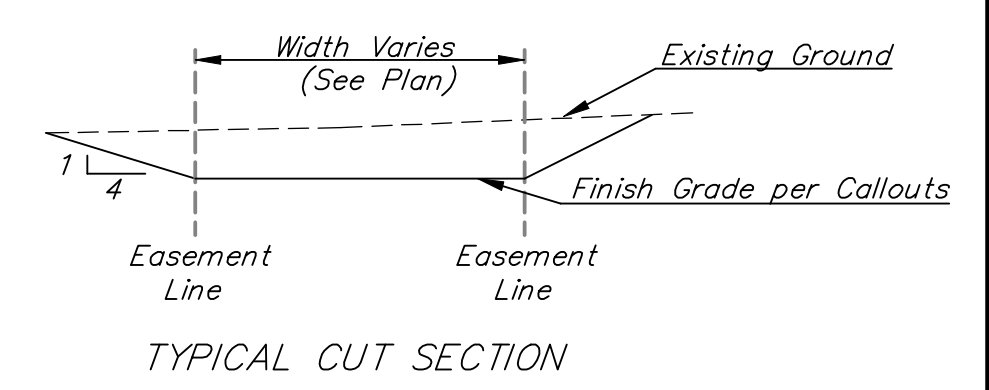 Width Varies
(See Plan)
Existing Ground
1
4
Finish Grade per Callouts
Easement
Line
Easement
Line
TYPICAL CUT SECTION